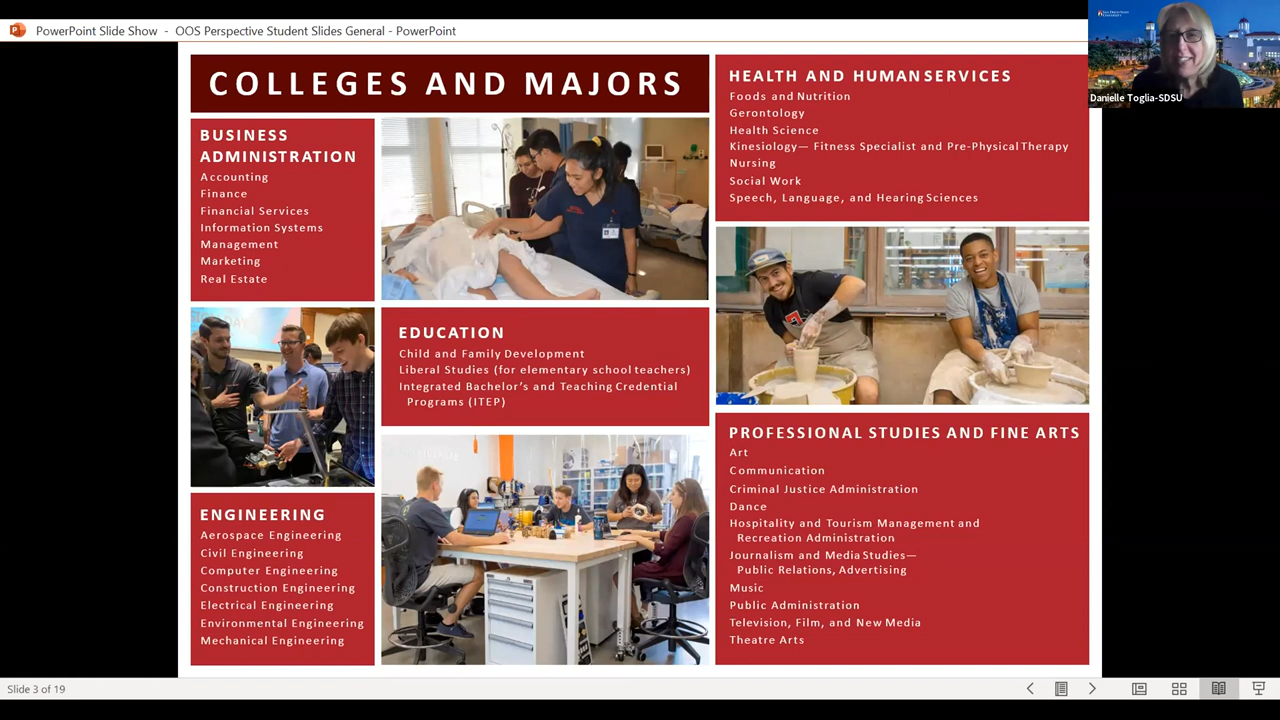 PowerPoint Slide Show - OOS Perspective Student Slides General - PowerPoint
SAN DIEGO STATE
UNIVERSITY
Danielle Toglia-SDSU
COLLEGES AND MAJORS
BUSINESS
ADMINISTRATION
Accounting
Finance
Financial Services
Information Systems
Management
Marketing
Real Estate
ENGINEERING
Aerospace Engineering
Civil Engineering
Computer Engineering
Construction Engineering
Electrical Engineering
Environmental Engineering
Mechanical Engineering
EDUCATION
Child and Family Development
Liberal Studies (for elementary school teachers)
Integrated Bachelor's and Teaching Credential
Programs (ITEP)
HEALTH AND HUMAN SERVICES
Foods and Nutrition
Gerontology
Health Science
Kinesiology— Fitness Specialist and Pre-Physical Therapy
Nursing
Social Work
Speech, Language, and Hearing Sciences
PROFESSIONAL STUDIES AND FINE ARTS
Art
Communication
Criminal Justice Administration
Dance
Hospitality and Tourism Management and
Recreation Administration
Journalism and Media Studies—
Public Relations, Advertising
Music
Public Administration
Television, Film, and New Media
Theatre Arts
Slide 3 of 19